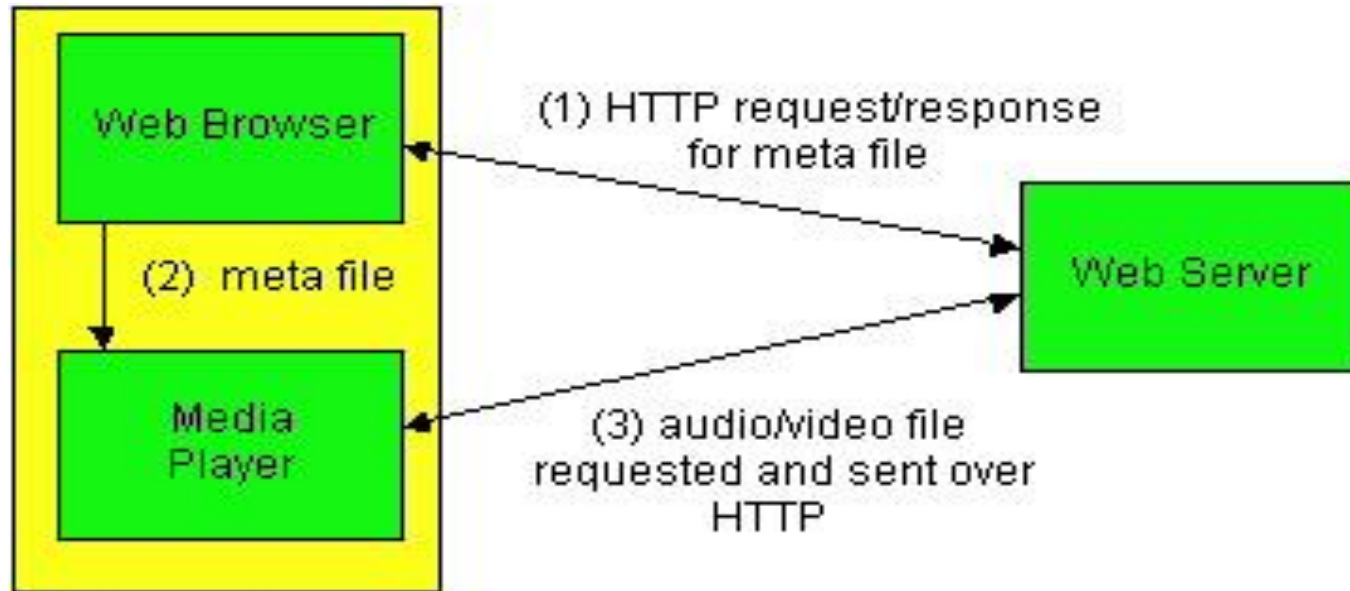 Web Browser
(1) HTTP request/response
for meta file
(2) meta file
Web Server
Media
Player
(3) audio/video file
requested and sent over
HTTP